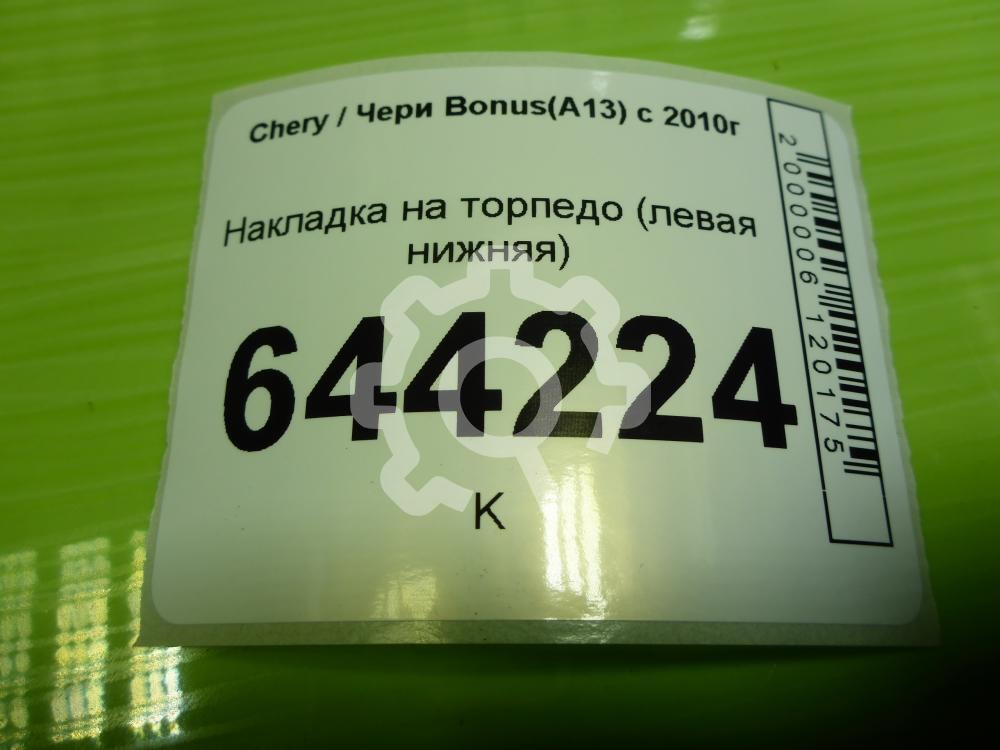 Chery / Чери Bonus(A13) с 2010г
Накладка на торпедо (левая
нижняя)
644224
К
2000006120175